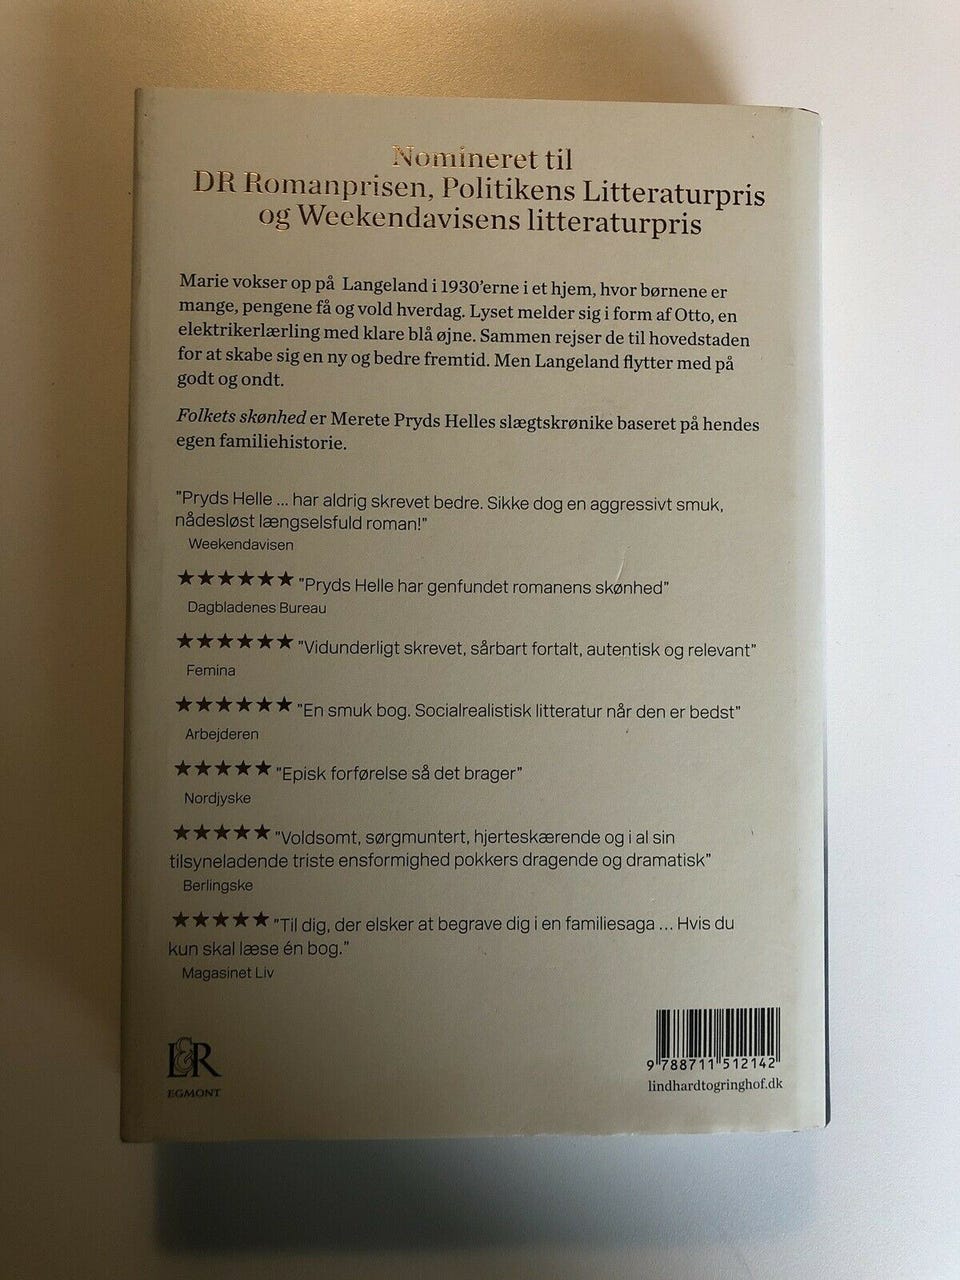 Nomineret til
DR Romanprisen, Politikens Litteraturpris
og Weekendavisens litteraturpris
Marie vokser op på Langeland i 1930'erne i et hjem, hvor børnene er
mange, pengene få og vold hverdag. Lyset melder sig i form af Otto, en
elektrikerlærling med klare blå øjne. Sammen rejser de til hovedstaden
for at skabe sig en ny og bedre fremtid. Men Langeland flytter med på
godt og ondt.
Folkets skønhed er Merete Pryds Helles slægtskrønike baseret på hendes
egen familiehistorie.
"Pryds Helle ... har aldrig skrevet bedre. Sikke dog en aggressivt smuk,
nådesløst længselsfuld roman!"
Weekendavisen
★★★★★★ "Pryds Helle har genfundet romanens skønhed"
Dagbladenes Bureau
★★★★★★ "Vidunderligt skrevet, sårbart fortalt, autentisk og relevant"
Femina
★★★★★★ "En smuk bog. Socialrealistisk litteratur når den er bedst"
Arbejderen
★★★★★ "Episk forførelse så det brager"
Nordjyske
★★★★★ "Voldsomt, sørgmuntert, hjerteskærende og i al sin
tilsyneladende triste ensformighed pokkers dragende og dramatisk"
Berlingske
★★★★★ "Til dig, der elsker at begrave dig i en familiesaga ... Hvis du
kun skal læse én bog."
Magasinet Liv
L&R
EGMONT
9 788711 512142
lindhardtogringhof.dk